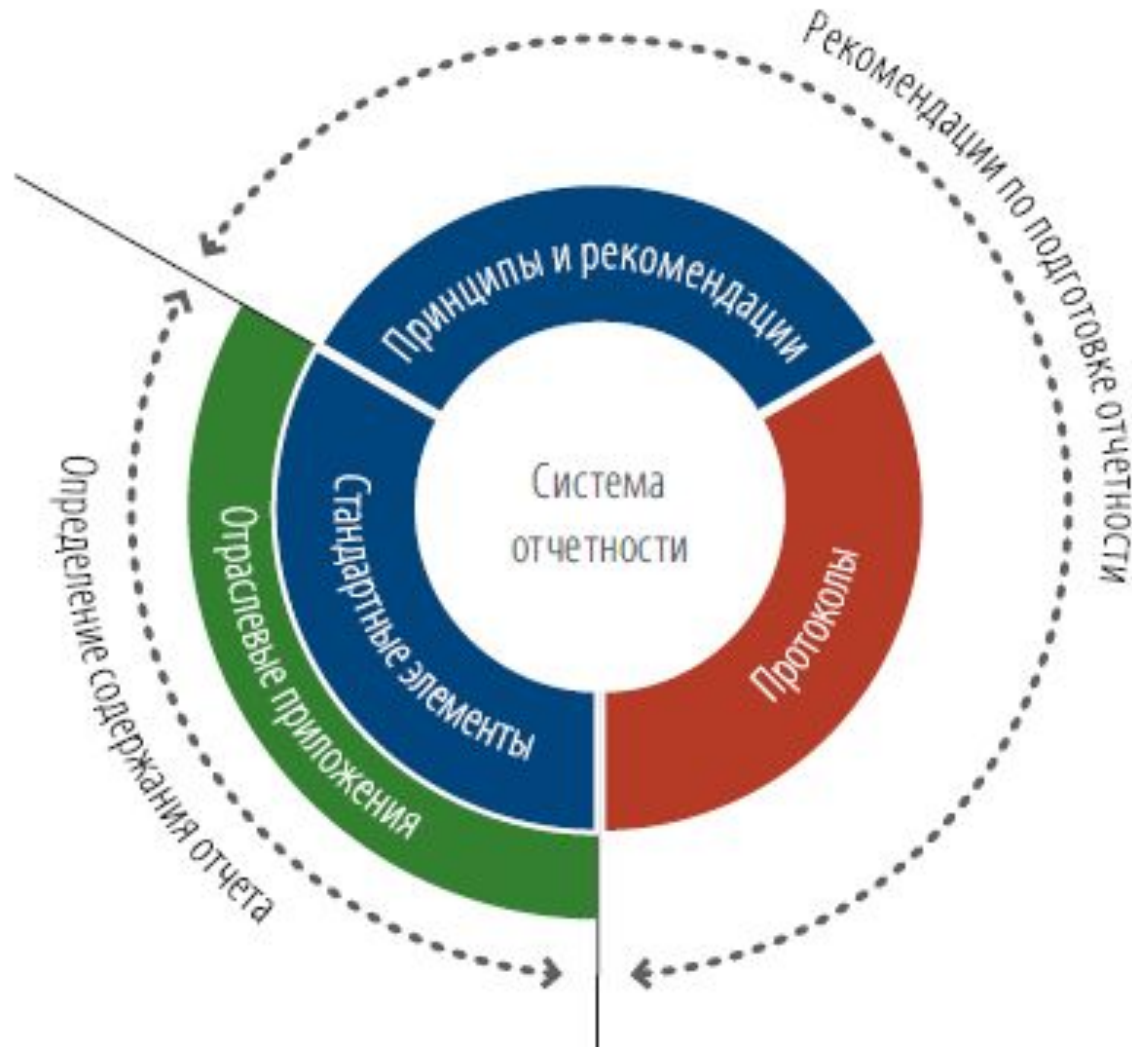 Рекомендации по подготовке отчетности
Принципы и рекомендации
Система
отчетности
Стандартные элементы
Отраслевые приложения
Протоколы
Определение содержания отчета